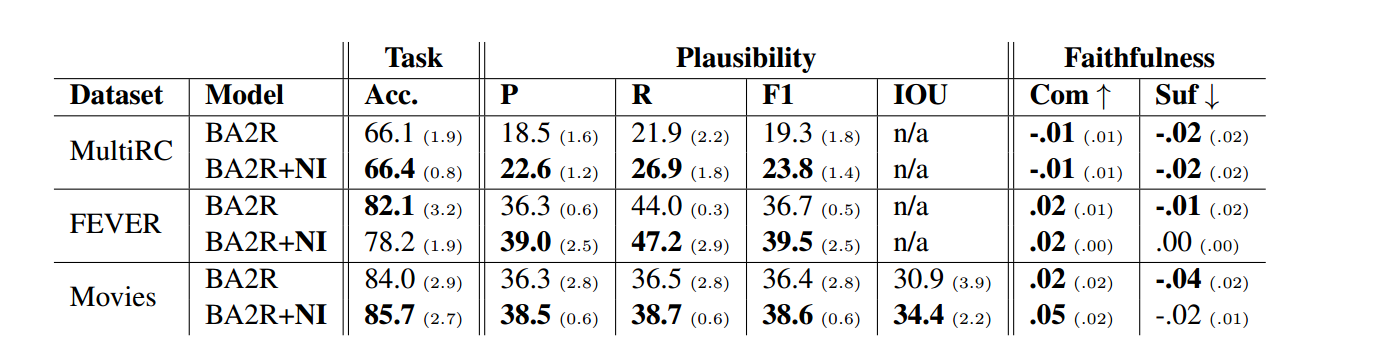 Task Plausibility Faithfulness
Dataset Model Acc. P R F1 IOU Com ↑ Suf ↓
MultiRC BA2R 66.1 (1.9) 18.5 (1.6) 21.9 (2.2) 19.3 (1.8) n/a -.01 (.01) -.02 (.02)
BA2R+NI 66.4 (0.8) 22.6 (1.2) 26.9 (1.8) 23.8 (1.4) n/a -.01 (.01) -.02 (.02)
FEVER BA2R 82.1 (3.2) 36.3 (0.6) 44.0 (0.3) 36.7 (0.5) n/a .02 (.01) -.01 (.02)
BA2R+NI 78.2 (1.9) 39.0 (2.5) 47.2 (2.9) 39.5 (2.5) n/a .02 (.00) .00 (.00)
Movies BA2R 84.0 (2.9) 36.3 (2.8) 36.5 (2.8) 36.4 (2.8) 30.9 (3.9) .02 (.02) -.04 (.02)
BA2R+NI 85.7 (2.7) 38.5 (0.6) 38.7 (0.6) 38.6 (0.6) 34.4 (2.2) .05 (.02) -.02 (.01)